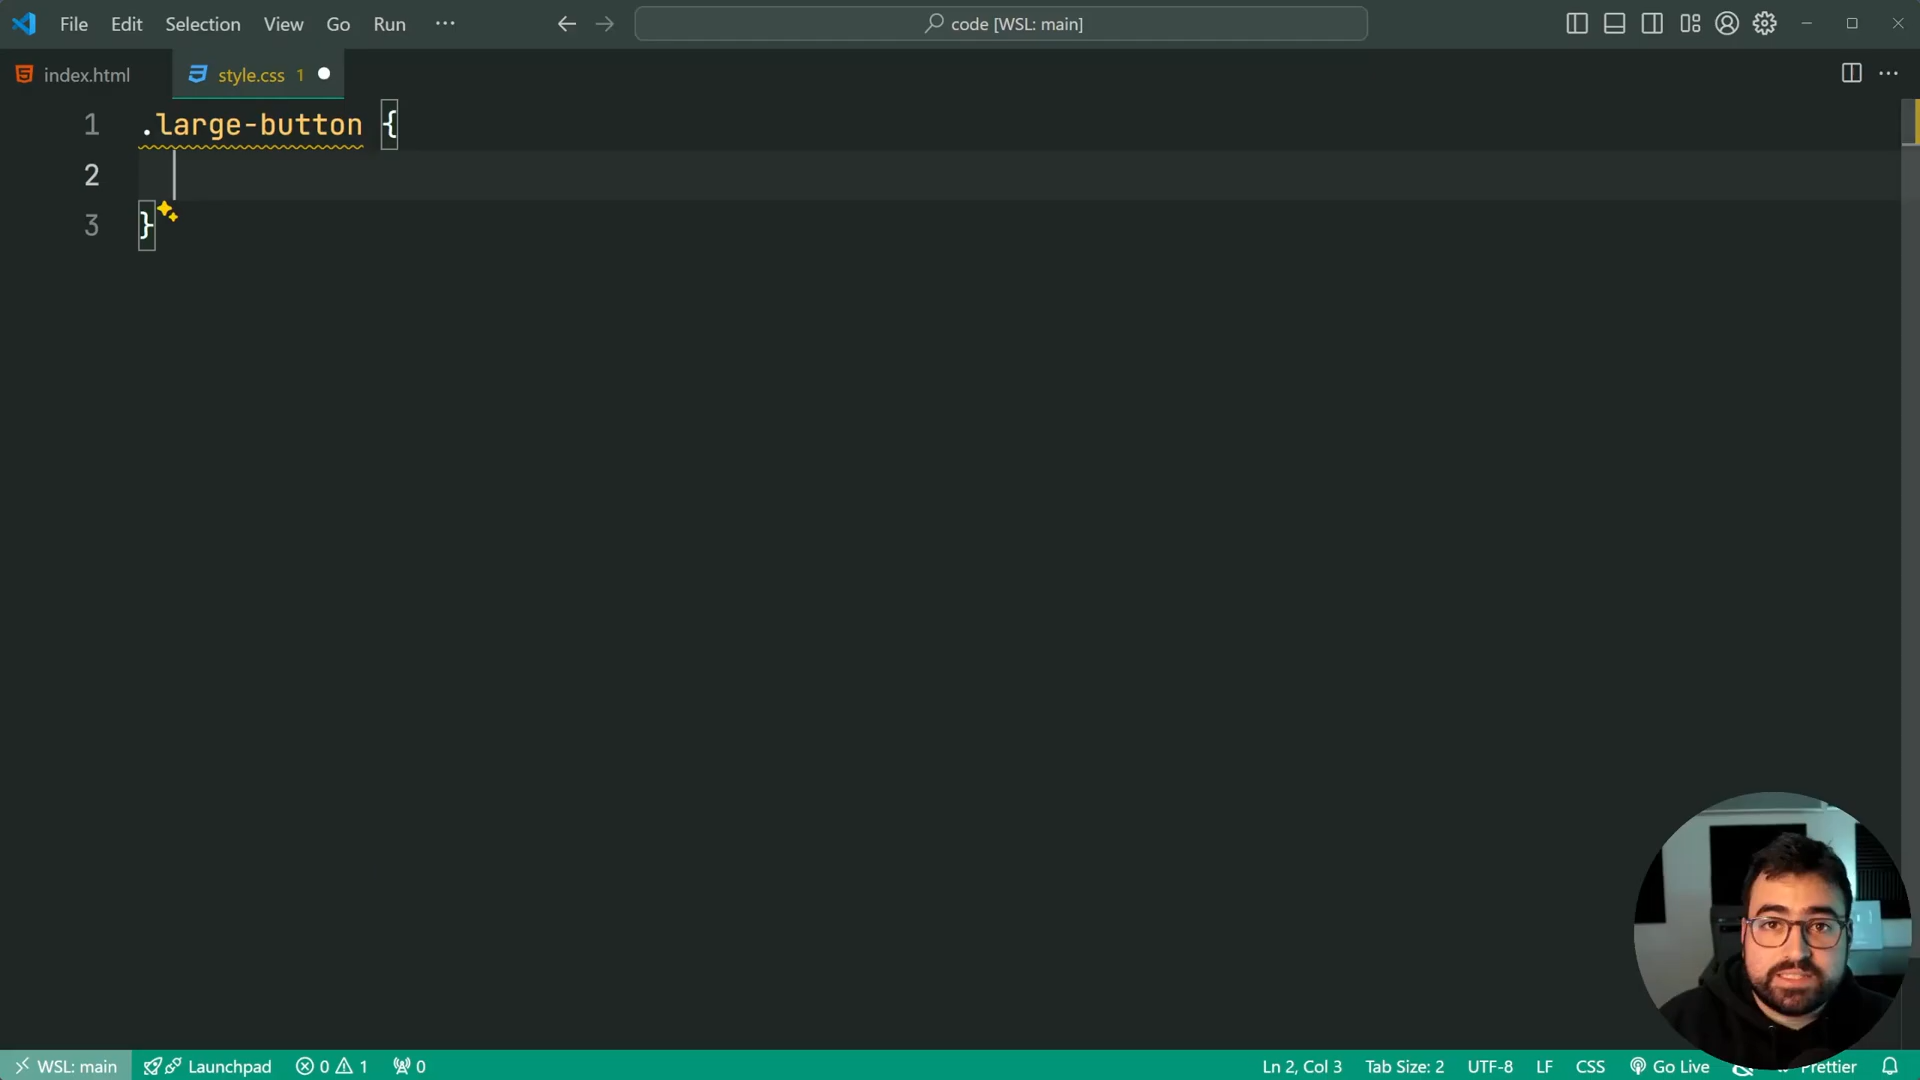 File Edit Selection View Go Run ···
code [WSL: main]
index.html
style.css 1
1 .large-button {
2
3 }
WSL: main Launchpad 0 1 0
Ln 2, Col 3 Tab Size: 2 UTF-8 LF CSS Go Live Prettier